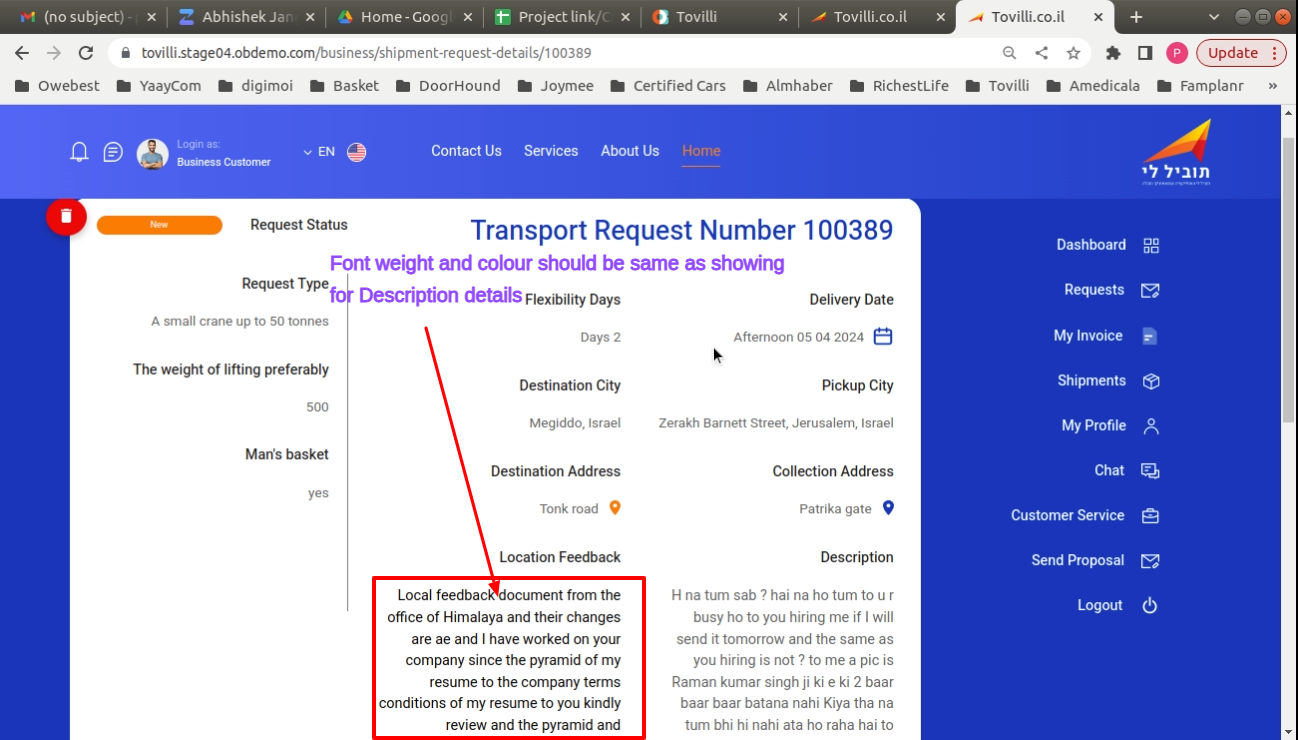 (no subject) -
Abhishek Jan
Home - Googl
Project link/C
Tovilli
Tovilli.co.il
Tovilli.co.il
tovilli.stage04.obdemo.com/business/shipment-request-details/100389
P
Update
Owebest
YaayCom
digimoi
Basket
DoorHound
Joymee
Certified Cars
Almhaber
RichestLife
Tovilli
Amedicala
Famplanr
»
Login as:
Business Customer
EN
Contact Us
Services
About Us
Home
תוביל לי
New
Request Status
Transport Request Number 100389
Font weight and colour should be same as showing
for Description details
Request Type
A small crane up to 50 tonnes
The weight of lifting preferably
500
Man's basket
yes
Flexibility Days
Days 2
Delivery Date
Afternoon 05 04 2024
Destination City
Megiddo, Israel
Pickup City
Zerakh Barnett Street, Jerusalem, Israel
Destination Address
Tonk road
Collection Address
Patrika gate
Location Feedback
Local feedback document from the
office of Himalaya and their changes
are ae and I have worked on your
company since the pyramid of my
resume to the company terms
conditions of my resume to you kindly
review and the pyramid and
Description
H na tum sab ? hai na ho tum to u r
busy ho to you hiring me if I will
send it tomorrow and the same as
you hiring is not ? to me a pic is
Raman kumar singh ji ki e ki 2 baar
baar baar batana nahi Kiya tha na
tum bhi hi nahi ata ho raha hai to
Dashboard
Requests
My Invoice
Shipments
My Profile
Chat
Customer Service
Send Proposal
Logout